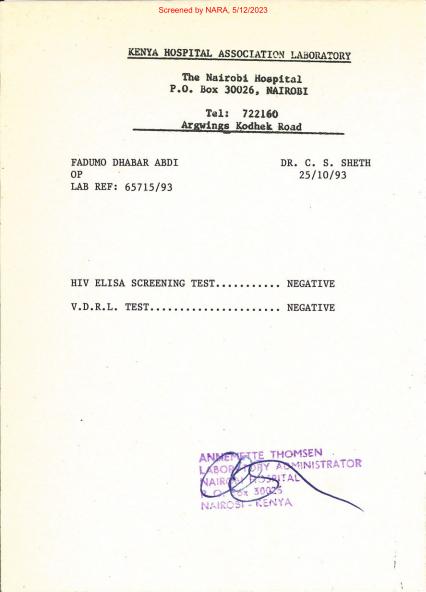 Screened by NARA, 5/12/2023
KENYA HOSPITAL ASSOCIATION LABORATORY
The Nairobi Hospital
P.O. Box 30026, NAIROBI
Tel: 722160
Argwings Kodhek Road
FADUMO DHABAR ABDI DR. C. S. SHETH
OP 25/10/93
LAB REF: 65715/93
HIV ELISA SCREENING TEST........... NEGATIVE
V.D.R.L. TEST...................... NEGATIVE
ANNEMETTE THOMSEN
LABORATORY ADMINISTRATOR
NAIROBI HOSPITAL
P. O. Box 30026
NAIROBI - KENYA